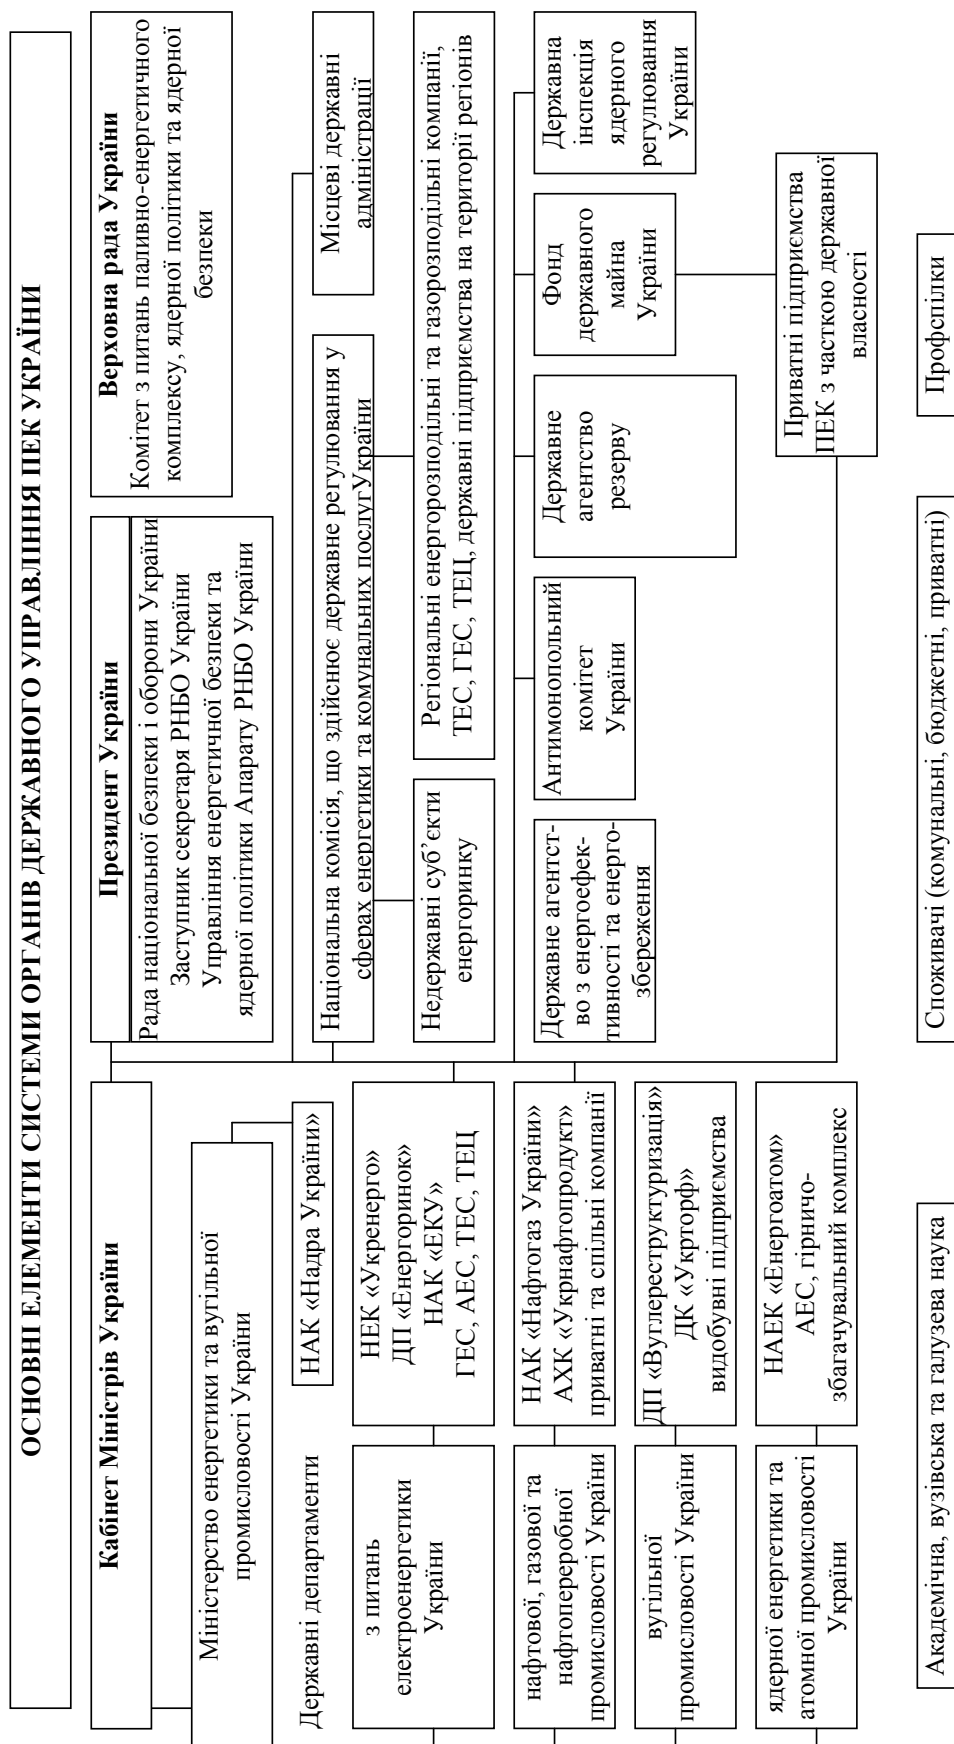 ОСНОВНІ ЕЛЕМЕНТИ СИСТЕМИ ОРГАНІВ ДЕРЖАВНОГО УПРАВЛІННЯ ПЕК УКРАЇНИ
Кабінет Міністрів України
Міністерство енергетики та вугільної
промисловості України
Державні департаменти
НАК «Надра України»
з питань
електроенергетики
України
НЕК «Укренерго»
ДП «Енергоринок»
НАК «ЕКУ»
ГЕС, АЕС, ТЕС, ТЕЦ
нафтової, газової та
нафтопереробної
промисловості України
НАК «Нафтогаз України»
АХК «Укрнафтопродукт»
приватні та спільні компанії
вугільної
промисловості України
ДП «Вуглереструктуризація»
ДК «Укрторф»
видобувні підприємства
ядерної енергетики та
атомної промисловості
України
НАЕК «Енергоатом»
АЕС, гірничо-
збагачувальний комплекс
Президент України
Рада національної безпеки і оборони України
Заступник секретаря РНБО України
Управління енергетичної безпеки та
ядерної політики Апарату РНБО України
Верховна рада України
Комітет з питань паливно-енергетичного
комплексу, ядерної політики та ядерної
безпеки
Національна комісія, що здійснює державне регулювання у
сферах енергетики та комунальних послугУкраїни
Місцеві державні
адміністрації
Недержавні суб’єкти
енергоринку
Регіональні енергорозподільні та газорозподільні компанії,
ТЕС, ГЕС, ТЕЦ, державні підприємства на території регіонів
Державне агентст-
во з енергоефек-
тивності та енерго-
збереження
Антимонопольний
комітет
України
Державне
агентство
резерву
Фонд
державного
майна
України
Державна
інспекція
ядерного
регулювання
України
Приватні підприємства
ПЕК з часткою державної
власності
Академічна, вузівська та галузева наука
Споживачі (комунальні, бюджетні, приватні)
Профспілки